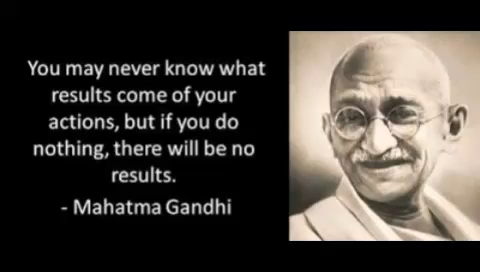 You may never know what
results come of your
actions, but if you do
nothing, there will be no
results.
- Mahatma Gandhi